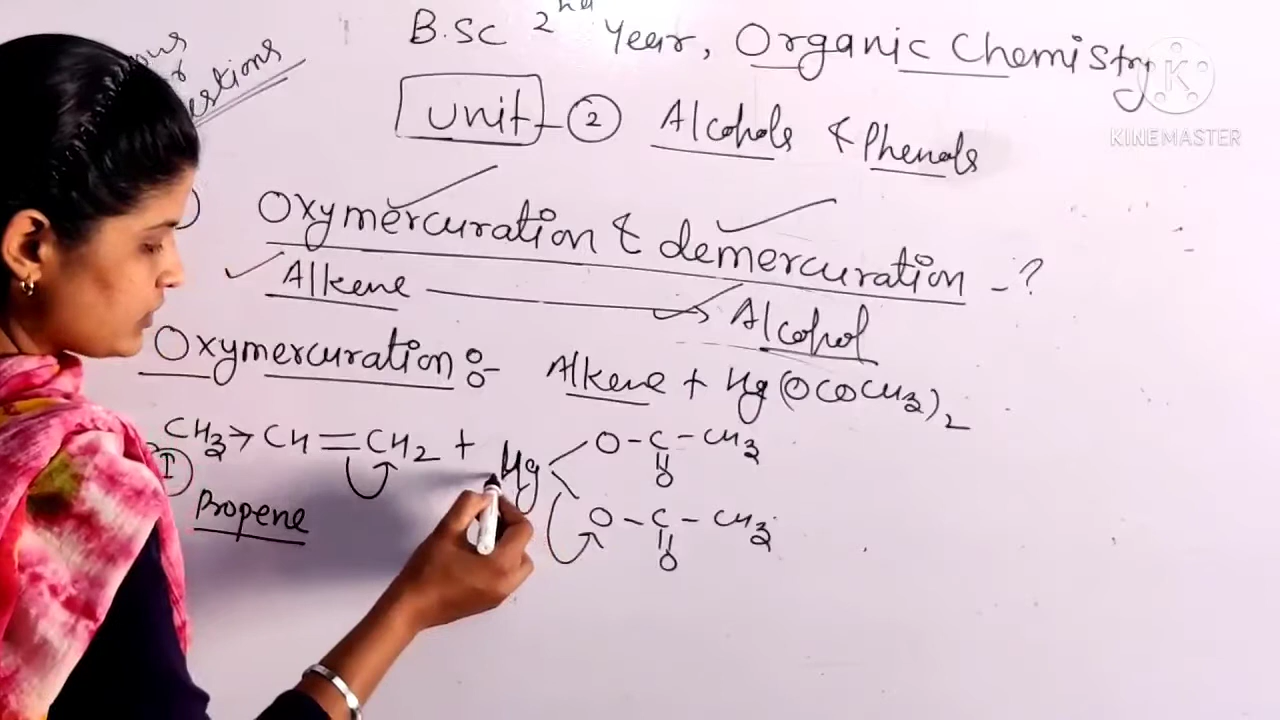 B.Sc 2nd Year, Organic Chemistry
Unit - 2 Alcohols & Phenols
estions
KINEMASTER
Oxymercuration & demercuration - ?
Alkene → Alcohol
Oxymercuration :- Alkene + Hg(OCOCH3)2
CH3→CH=CH2 + Hg
O-C-CH3
O
O-C-CH3
O
I
Propene